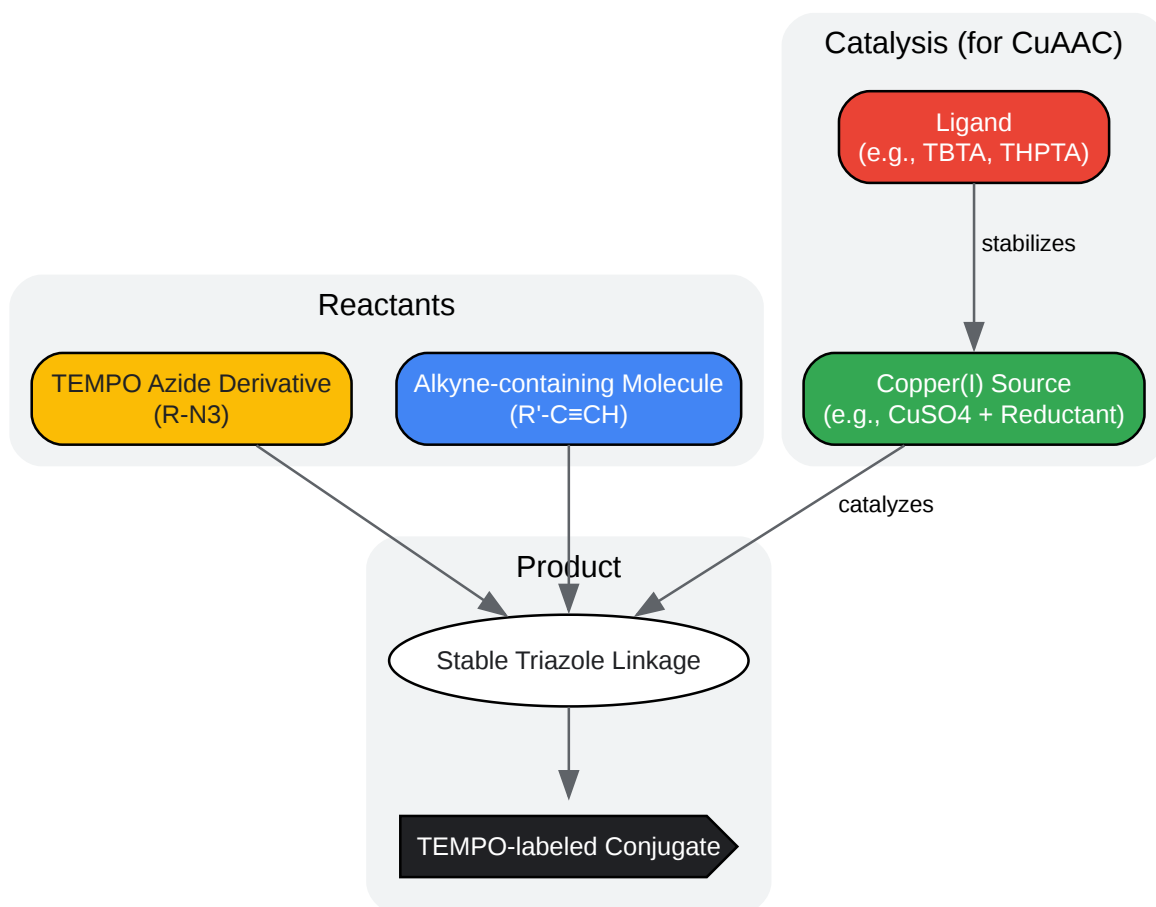 Catalysis (for CuAAC)
Ligand
(e.g., TBTA, THPTA)
stabilizes
Reactants
TEMPO Azide Derivative
(R-N3)
Alkyne-containing Molecule
(R'-C≡CH)
Copper(I) Source
(e.g., CuSO4 + Reductant)
catalyzes
Product
Stable Triazole Linkage
TEMPO-labeled Conjugate